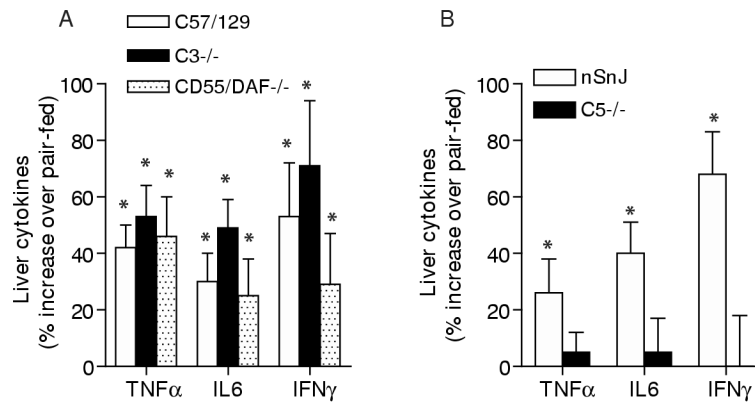 A
C57/129
C3-/-
CD55/DAF-/-
Liver cytokines
(% increase over pair-fed)
100
80
60
40
20
0
* * * * * * * * *
TNFα IL6 IFNγ
B
nSnJ
C5-/-
Liver cytokines
(% increase over pair-fed)
100
80
60
40
20
0
* * *
TNFα IL6 IFNγ